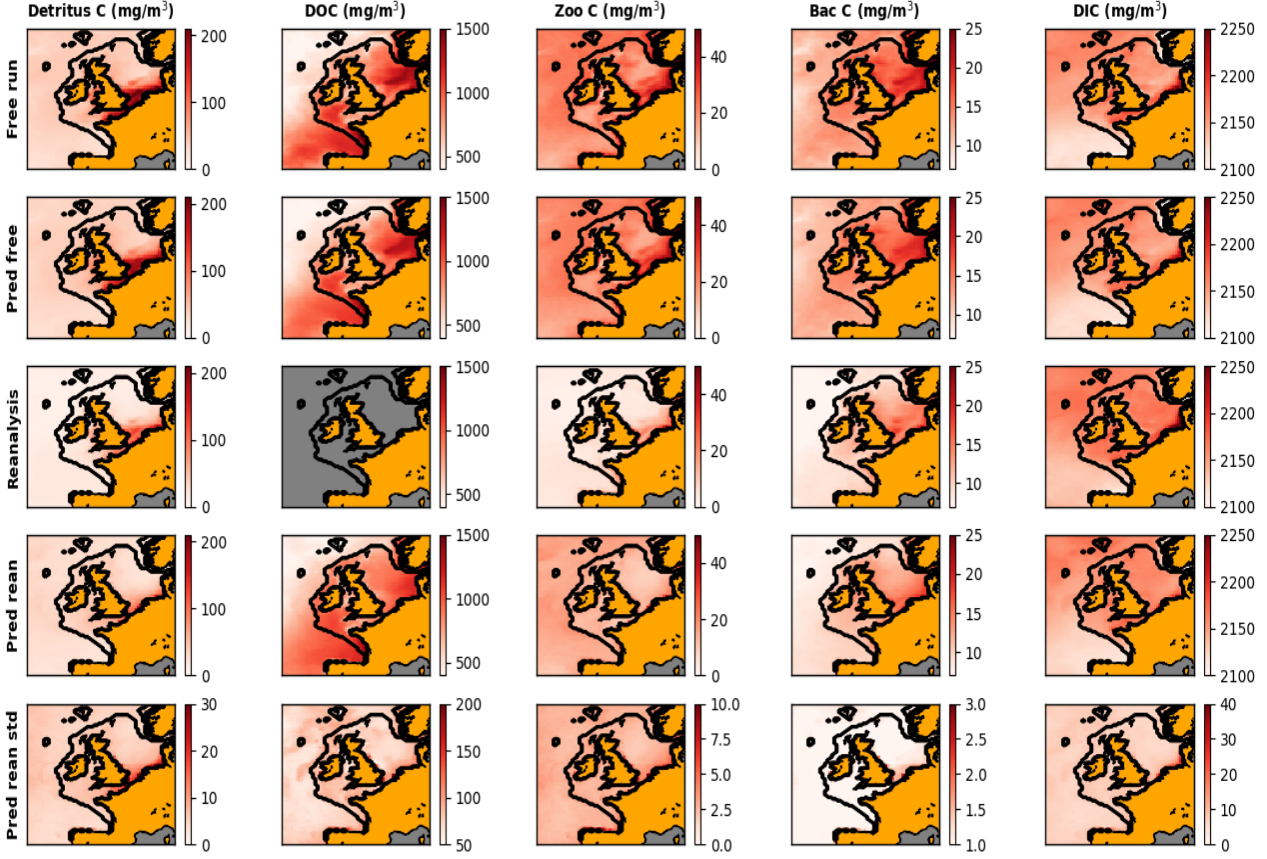 Detritus C (mg/m³) DOC (mg/m³) Zoo C (mg/m³) Bac C (mg/m³) DIC (mg/m³)
Free run
200 100 0
1500 1000 500
40 20 0
25 20 15 10
2250 2200 2150 2100
Pred free
200 100 0
1500 1000 500
40 20 0
25 20 15 10
2250 2200 2150 2100
Reanalysis
200 100 0
1500 1000 500
40 20 0
25 20 15 10
2250 2200 2150 2100
Pred rean
200 100 0
1500 1000 500
40 20 0
25 20 15 10
2250 2200 2150 2100
Pred rean std
30 20 10 0
200 150 100 50
10.0 7.5 5.0 2.5 0.0
3.0 2.5 2.0 1.5 1.0
40 30 20 10 0